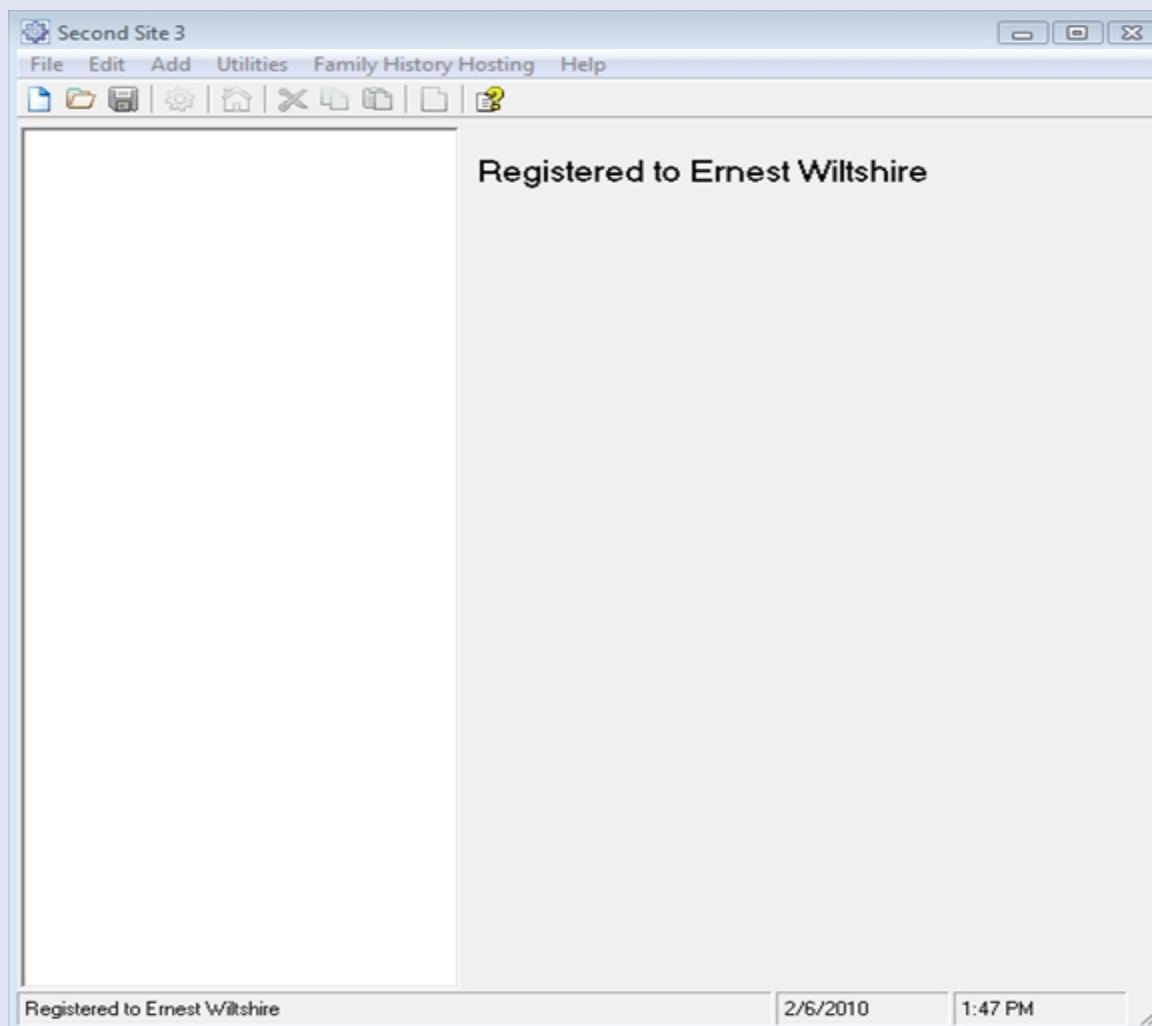 Second Site 3
File Edit Add Utilities Family History Hosting Help
Registered to Ernest Wiltshire
Registered to Ernest Wiltshire 2/6/2010 1:47 PM